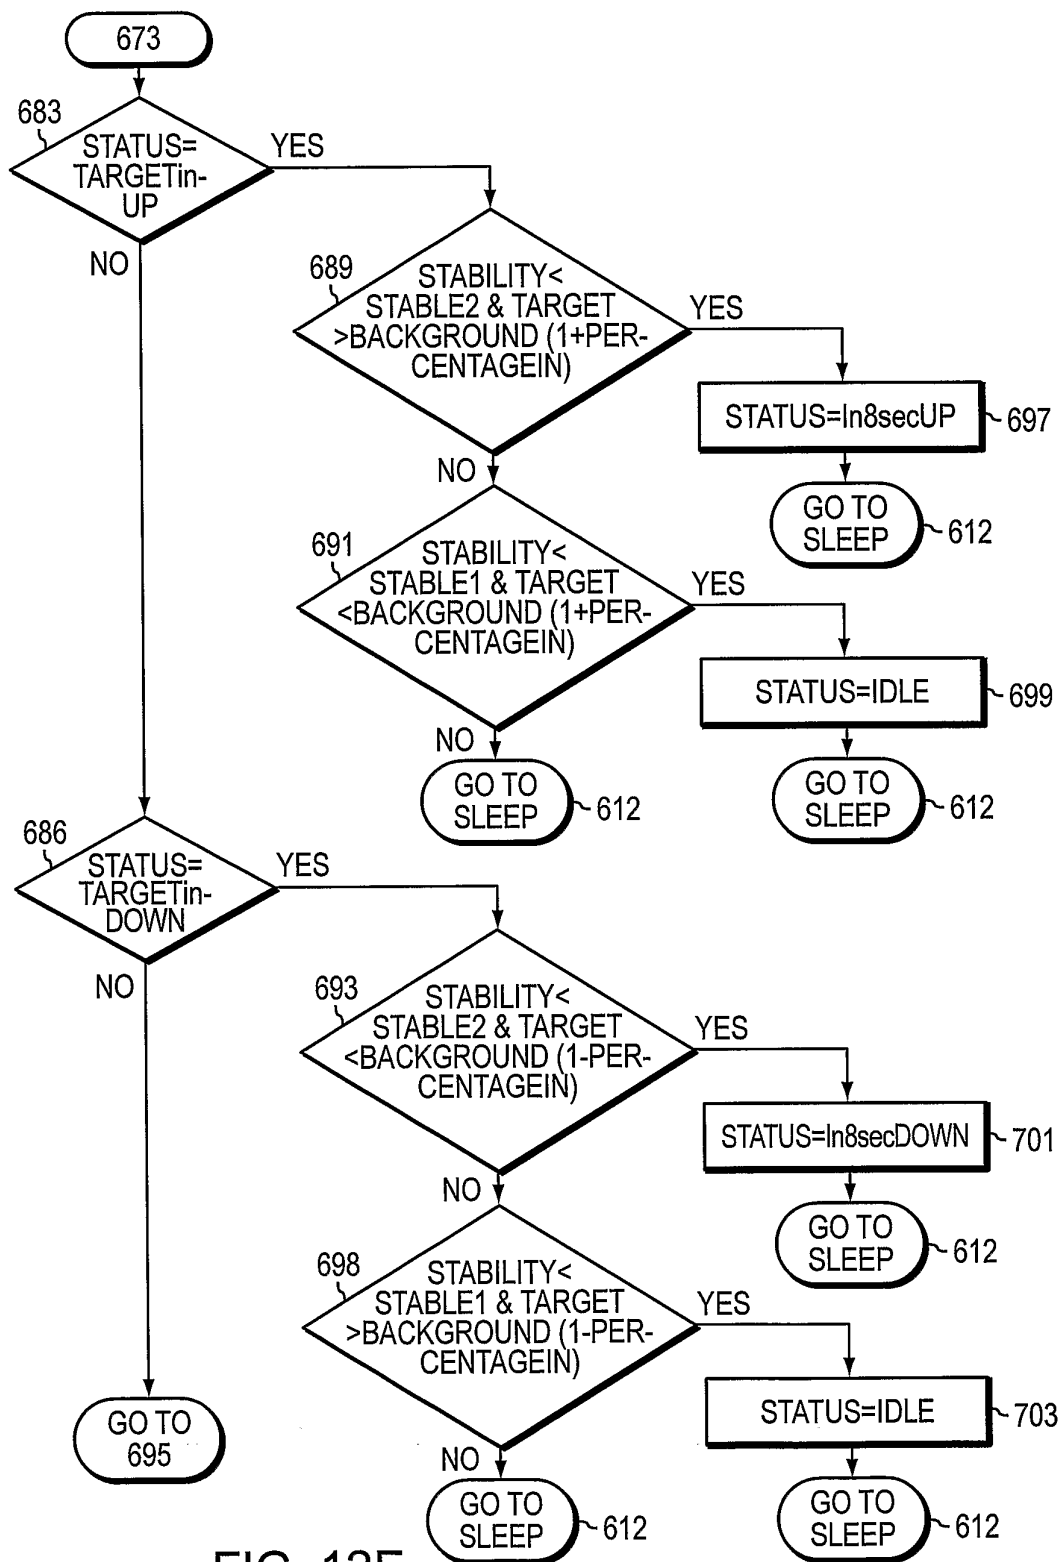 673
683
STATUS=
TARGETin-
UP
YES
NO
689
STABILITY<
STABLE2 & TARGET
>BACKGROUND (1+PER-
CENTAGEIN)
YES
STATUS=In8secUP
697
GO TO
SLEEP
612
NO
691
STABILITY<
STABLE1 & TARGET
<BACKGROUND (1+PER-
CENTAGEIN)
YES
STATUS=IDLE
699
GO TO
SLEEP
612
NO
GO TO
SLEEP
612
686
STATUS=
TARGETin-
DOWN
YES
NO
693
STABILITY<
STABLE2 & TARGET
<BACKGROUND (1-PER-
CENTAGEIN)
YES
STATUS=In8secDOWN
701
GO TO
SLEEP
612
NO
698
STABILITY<
STABLE1 & TARGET
>BACKGROUND (1-PER-
CENTAGEIN)
YES
STATUS=IDLE
703
GO TO
SLEEP
612
NO
GO TO
SLEEP
612
GO TO
695